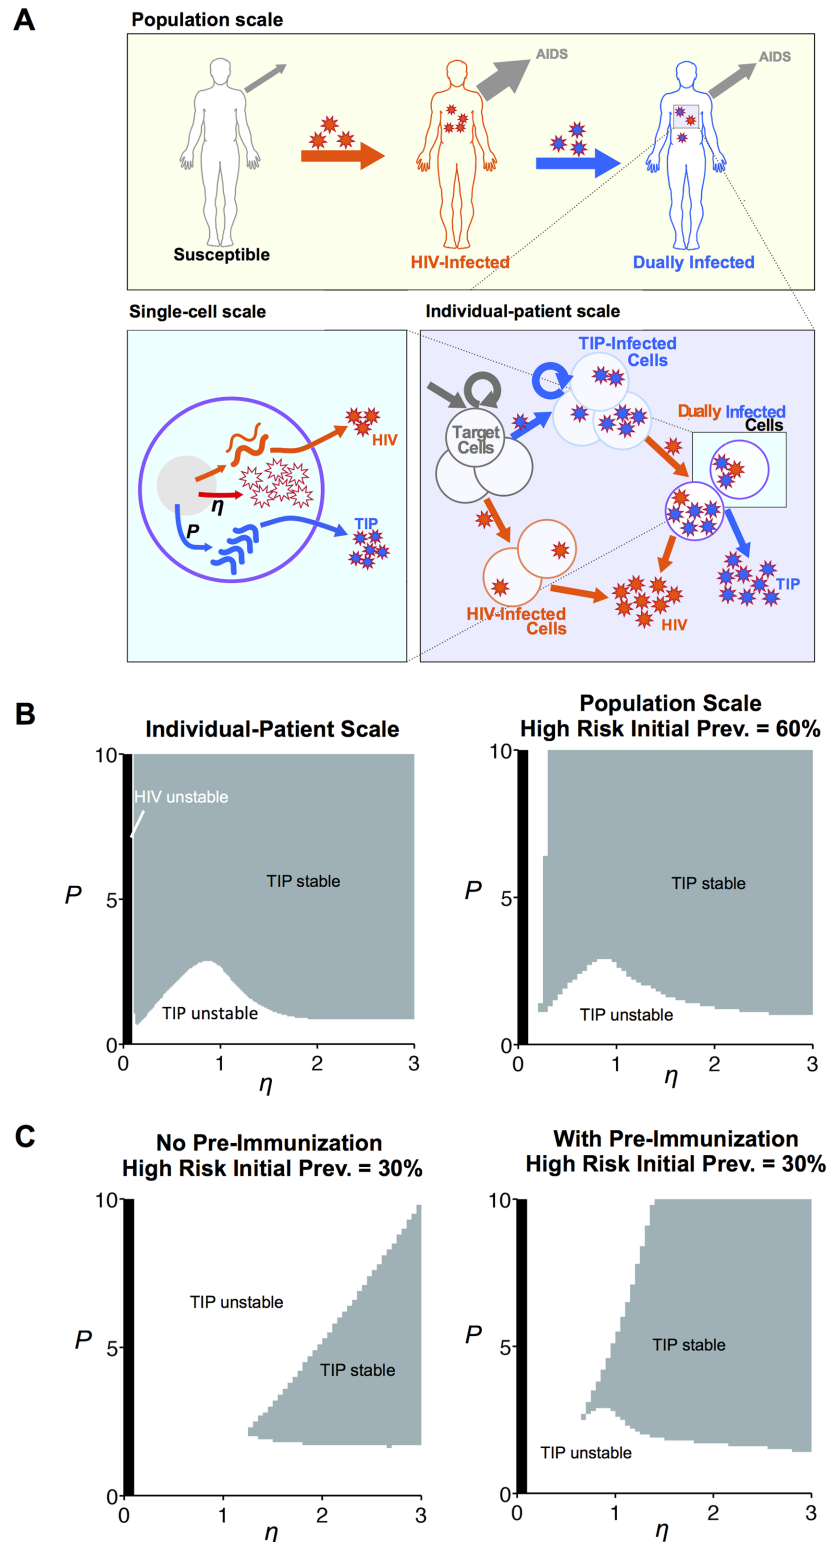 A
Population scale
AIDS
AIDS
Susceptible
HIV-Infected
Dually Infected
Single-cell scale
Individual-patient scale
TIP-Infected
Cells
Dually Infected
Cells
Target
Cells
HIV
η
P
TIP
TIP
HIV-Infected
Cells
HIV
B
Individual-Patient Scale
10
HIV unstable
TIP stable
P
5
TIP unstable
0
0
1
2
3
η
Population Scale
High Risk Initial Prev. = 60%
10
TIP stable
P
5
TIP unstable
0
0
1
2
3
η
C
No Pre-Immunization
High Risk Initial Prev. = 30%
10
TIP unstable
P
5
TIP stable
0
0
1
2
3
η
With Pre-Immunization
High Risk Initial Prev. = 30%
10
P
5
TIP stable
TIP unstable
0
0
1
2
3
η